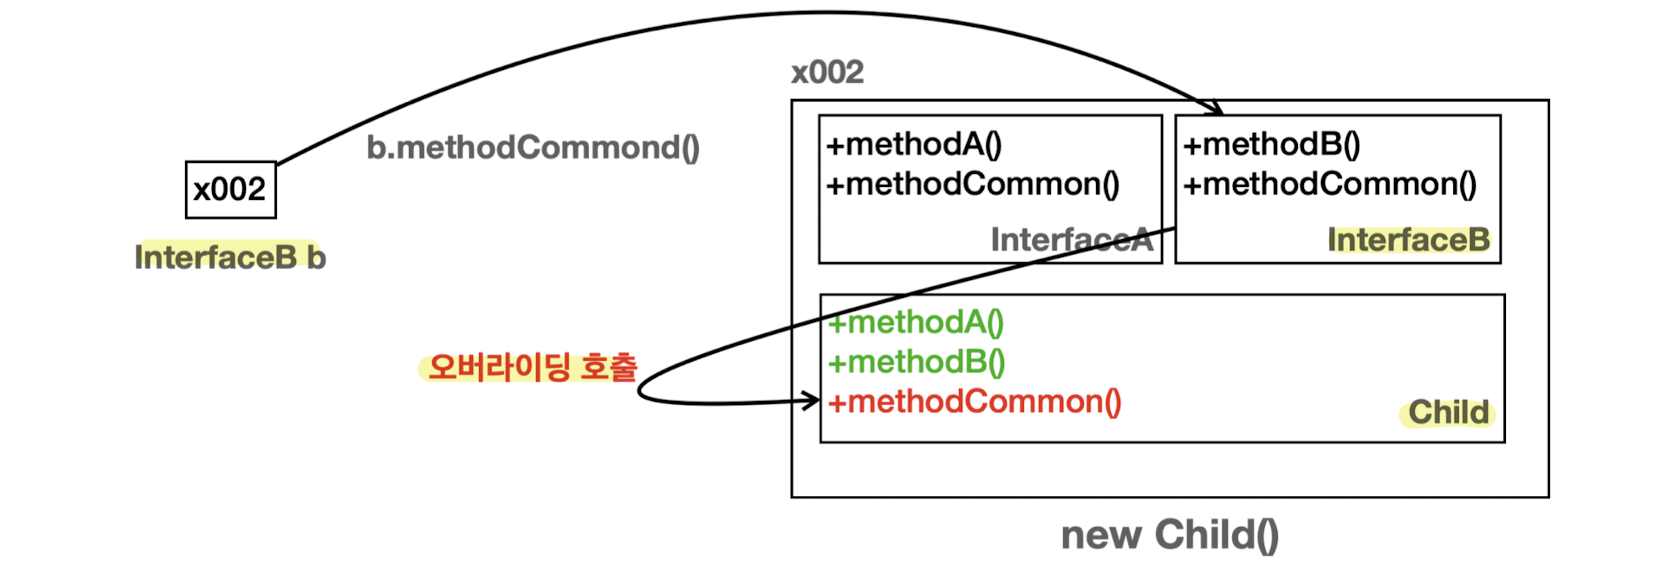 x002
b.methodCommond()
x002
InterfaceB b
+methodA()
+methodCommon()
InterfaceA
+methodB()
+methodCommon()
InterfaceB
오버라이딩 호출
+methodA()
+methodB()
+methodCommon()
Child
new Child()